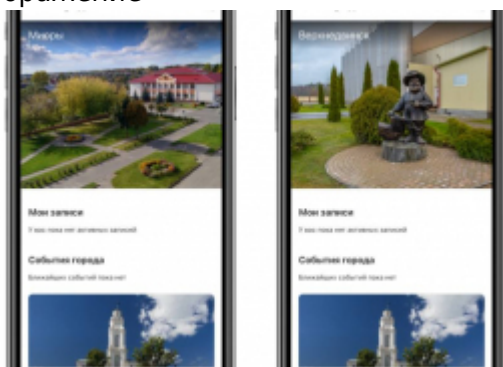 Миоры
Мои записи
У вас пока нет активных записей
События города
Ближайших событий пока нет
Верхнедвинск
Мои записи
У вас пока нет активных записей
События города
Ближайших событий пока нет